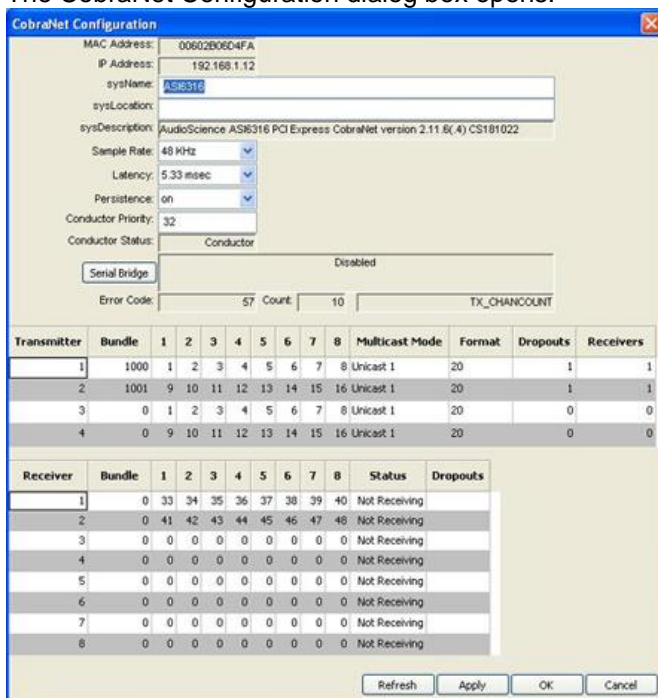 The CobraNet Configuration dialog box opens.
CobraNet Configuration
MAC Address: 00602B06D4FA
IP Address: 192.168.1.12
sysName: ASI6316
sysLocation:
sysDescription: AudioScience ASI6316 PCI Express CobraNet version 2.11.6(.4) CS181022
Sample Rate: 48 KHz
Latency: 5.33 msec
Persistence: on
Conductor Priority: 32
Conductor Status: Conductor
Serial Bridge Disabled
Error Code: 57 Count: 10 TX_CHANCOUNT
Transmitter Bundle 1 2 3 4 5 6 7 8 Multicast Mode Format Dropouts Receivers
1 1000 1 2 3 4 5 6 7 8 Unicast 1 20 1 1
2 1001 9 10 11 12 13 14 15 16 Unicast 1 20 1 1
3 0 1 2 3 4 5 6 7 8 Unicast 1 20 0 0
4 0 9 10 11 12 13 14 15 16 Unicast 1 20 0 0
Receiver Bundle 1 2 3 4 5 6 7 8 Status Dropouts
1 0 33 34 35 36 37 38 39 40 Not Receiving
2 0 41 42 43 44 45 46 47 48 Not Receiving
3 0 0 0 0 0 0 0 0 0 Not Receiving
4 0 0 0 0 0 0 0 0 0 Not Receiving
5 0 0 0 0 0 0 0 0 0 Not Receiving
6 0 0 0 0 0 0 0 0 0 Not Receiving
7 0 0 0 0 0 0 0 0 0 Not Receiving
8 0 0 0 0 0 0 0 0 0 Not Receiving
Refresh Apply OK Cancel